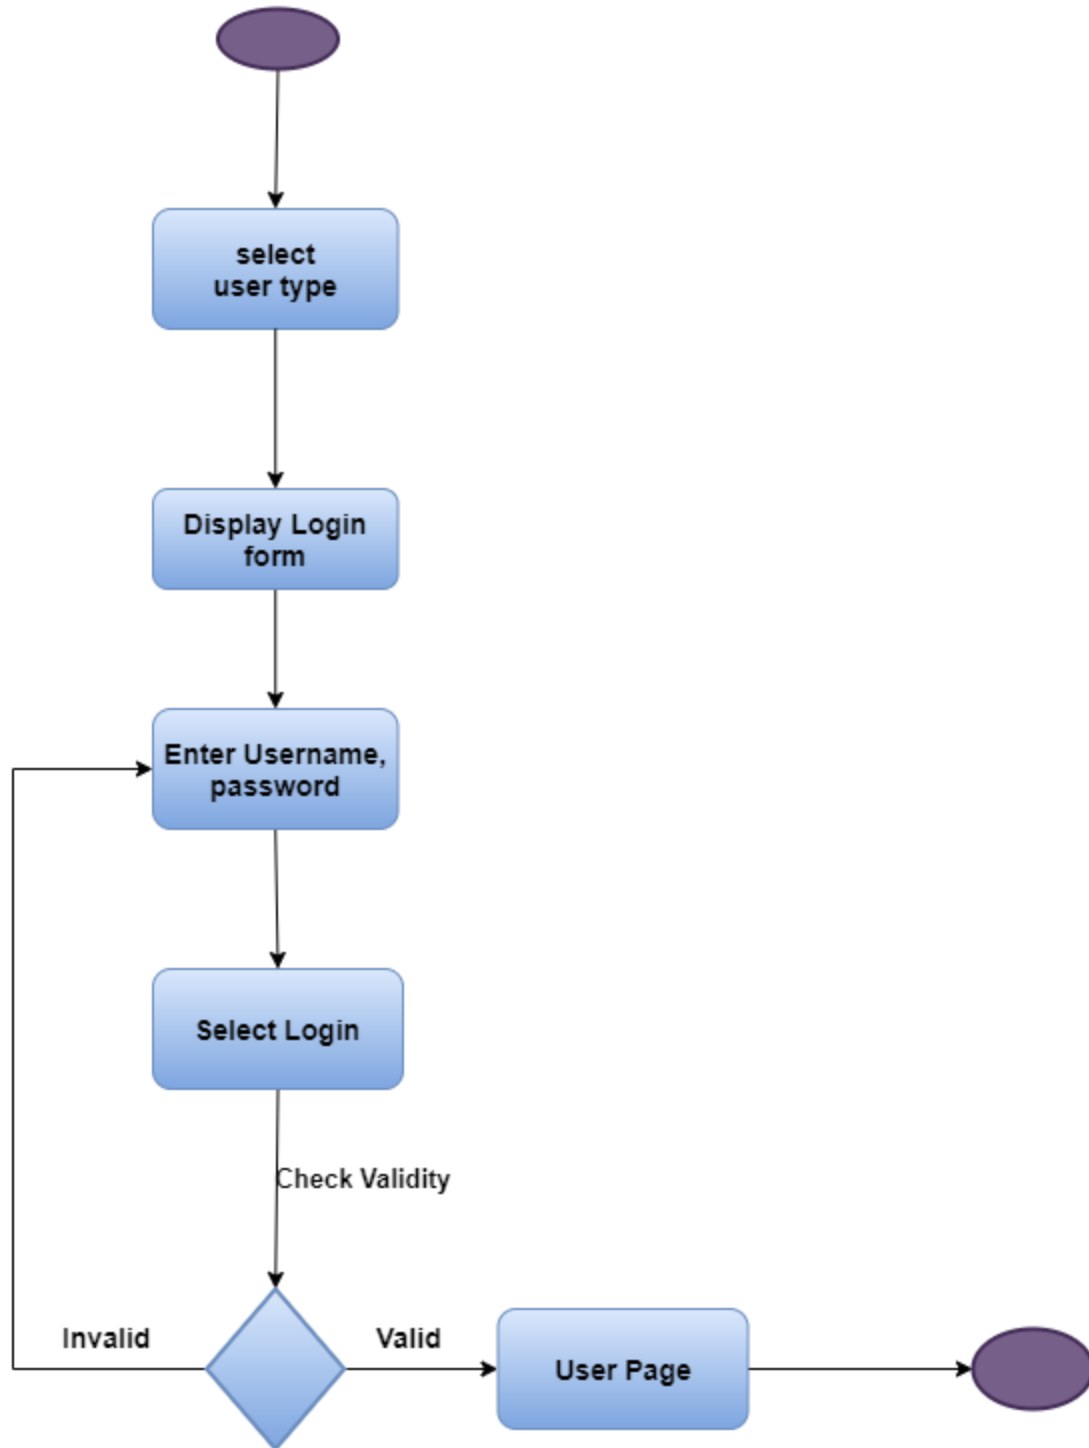 select
user type
Display Login
form
Enter Username,
password
Select Login
Check Validity
Invalid
Valid
User Page